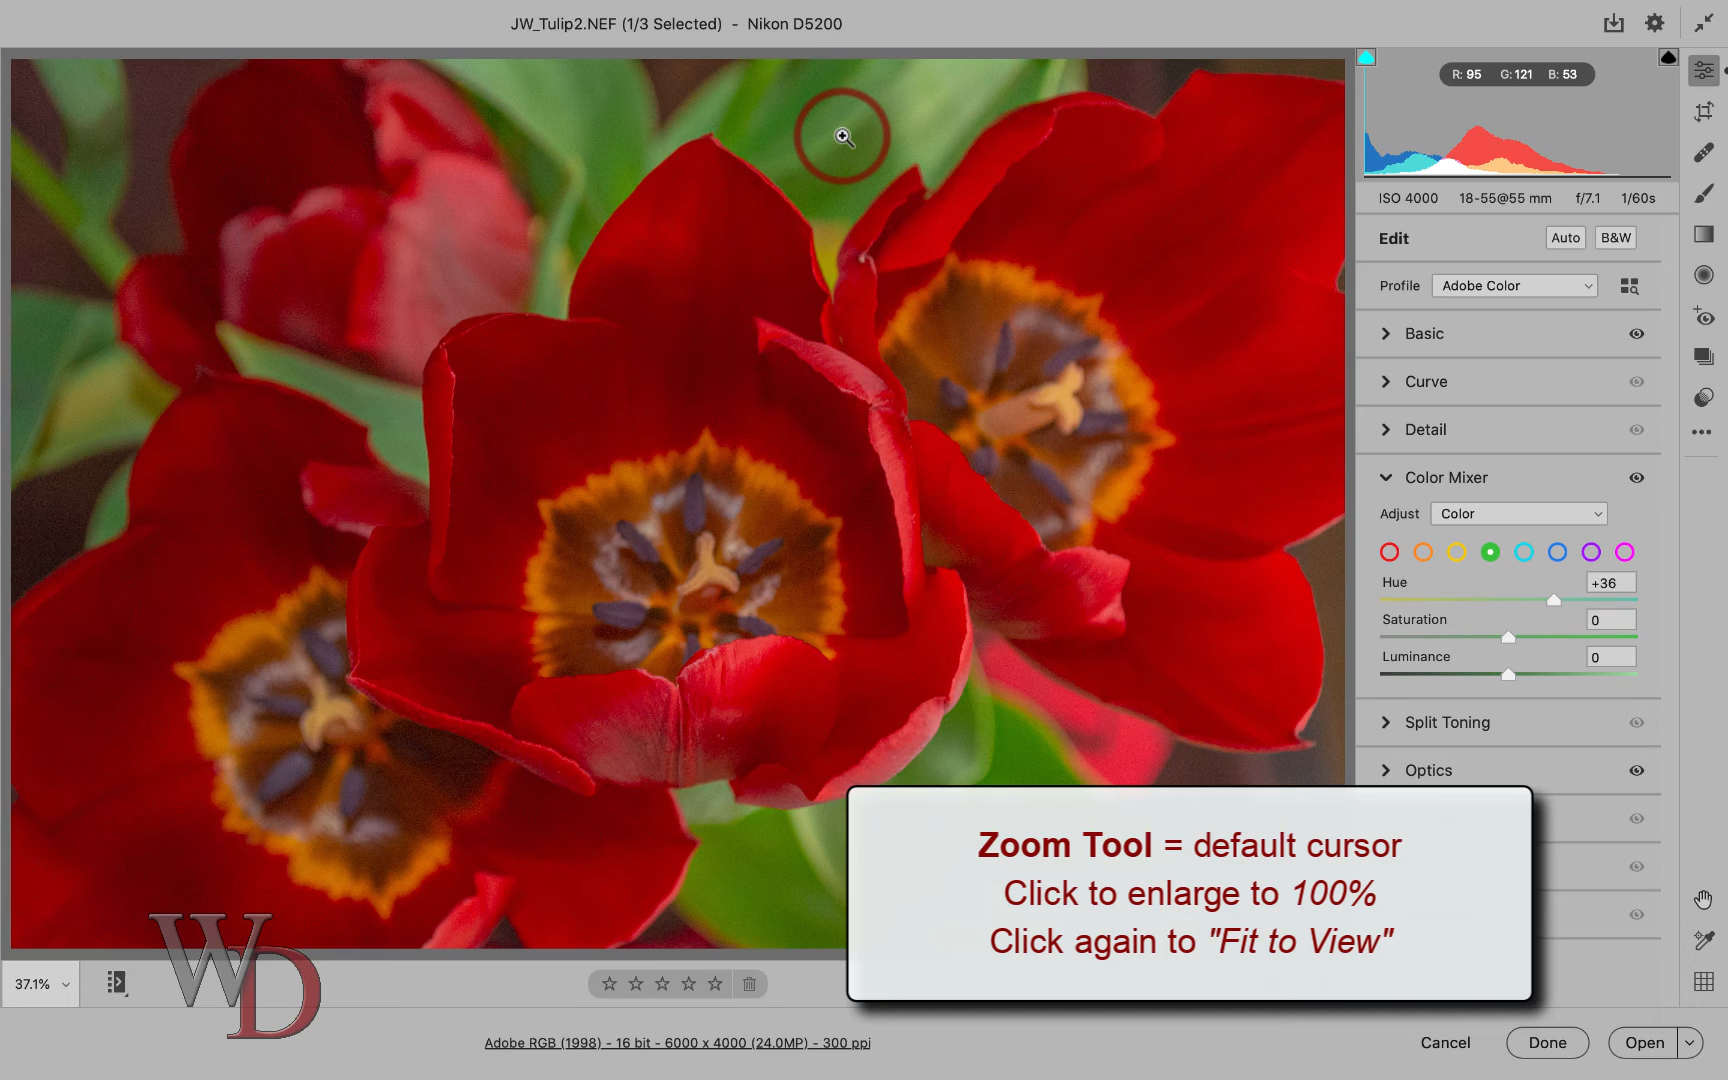 JW_Tulip2.NEF (1/3 Selected)  -  Nikon D5200
R: 95 G: 121 B: 53
ISO 4000 18-55@55 mm f/7.1 1/60s
Edit Auto B&W
Profile Adobe Color
Basic
Curve
Detail
Color Mixer
Adjust Color
Hue +36
Saturation 0
Luminance 0
Split Toning
Optics
Zoom Tool = default cursor
Click to enlarge to 100%
Click again to "Fit to View"
37.1%
WD
Adobe RGB (1998) - 16 bit - 6000 x 4000 (24.0MP) - 300 ppi
Cancel Done Open